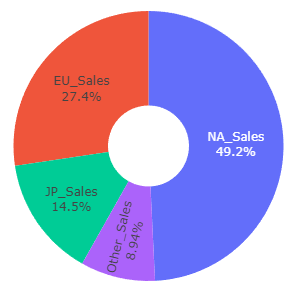 EU_Sales
27.4%
NA_Sales
49.2%
JP_Sales
14.5%
Other_Sales
8.94%